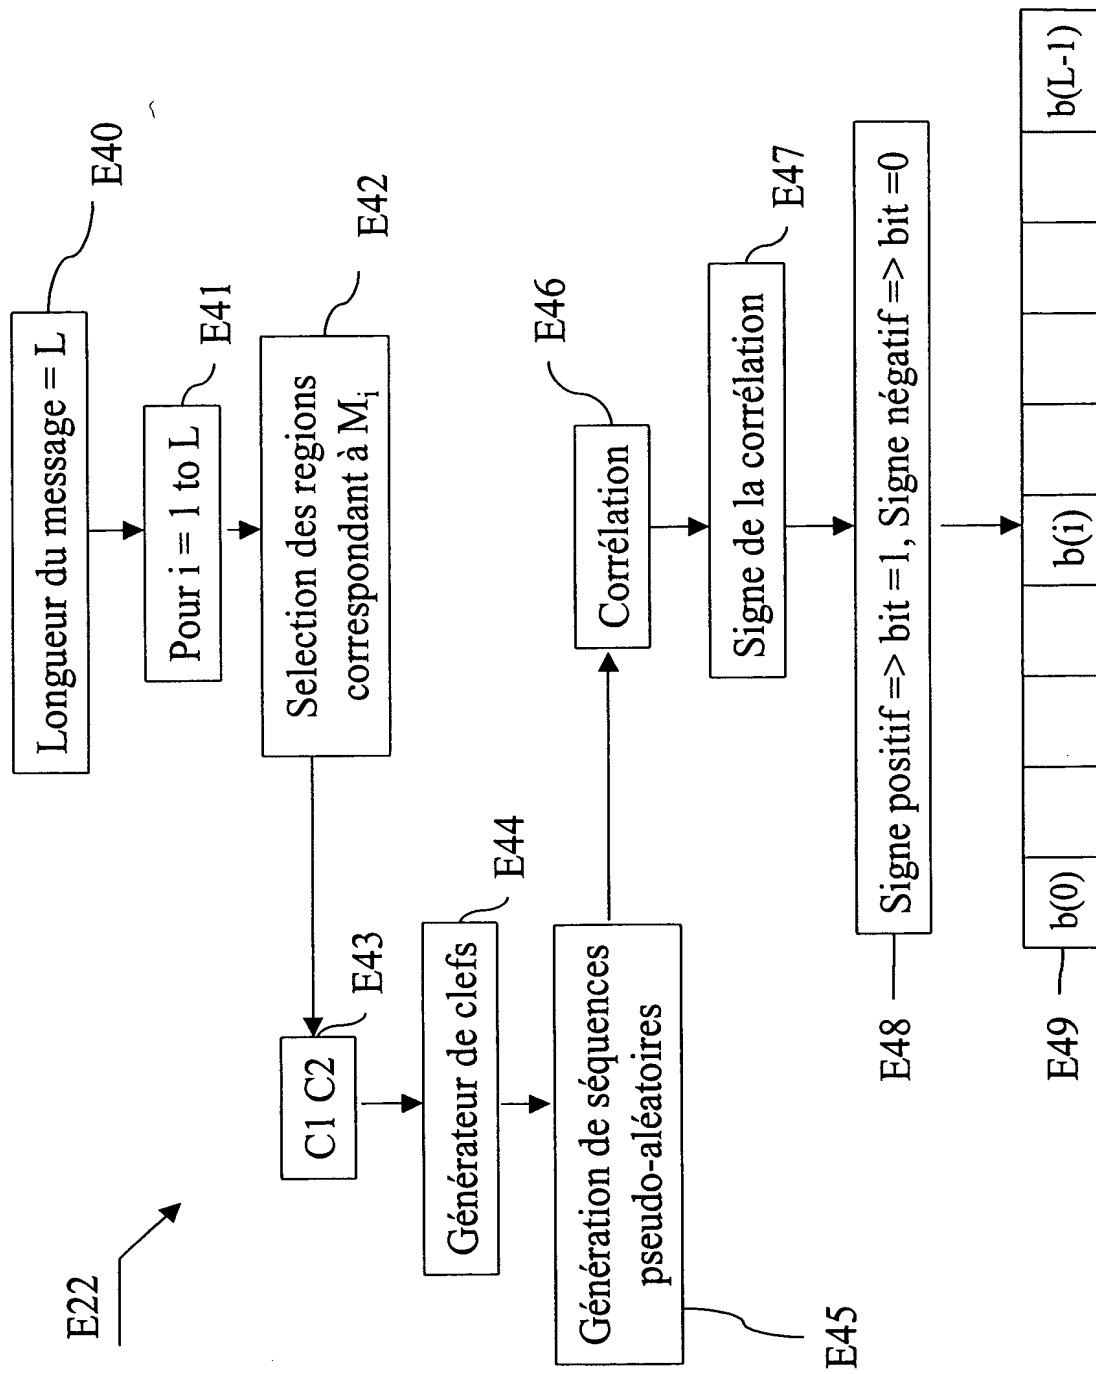 E22
Longueur du message = L
E40
Pour i = 1 to L
E41
Selection des regions
correspondant à Mi
E42
C1 C2
E43
Générateur de clefs
E44
Génération de séquences
pseudo-aléatoires
E45
Corrélation
E46
Signe de la corrélation
E47
Signe positif => bit =1, Signe négatif => bit =0
E48
b(0)
b(i)
b(L-1)
E49